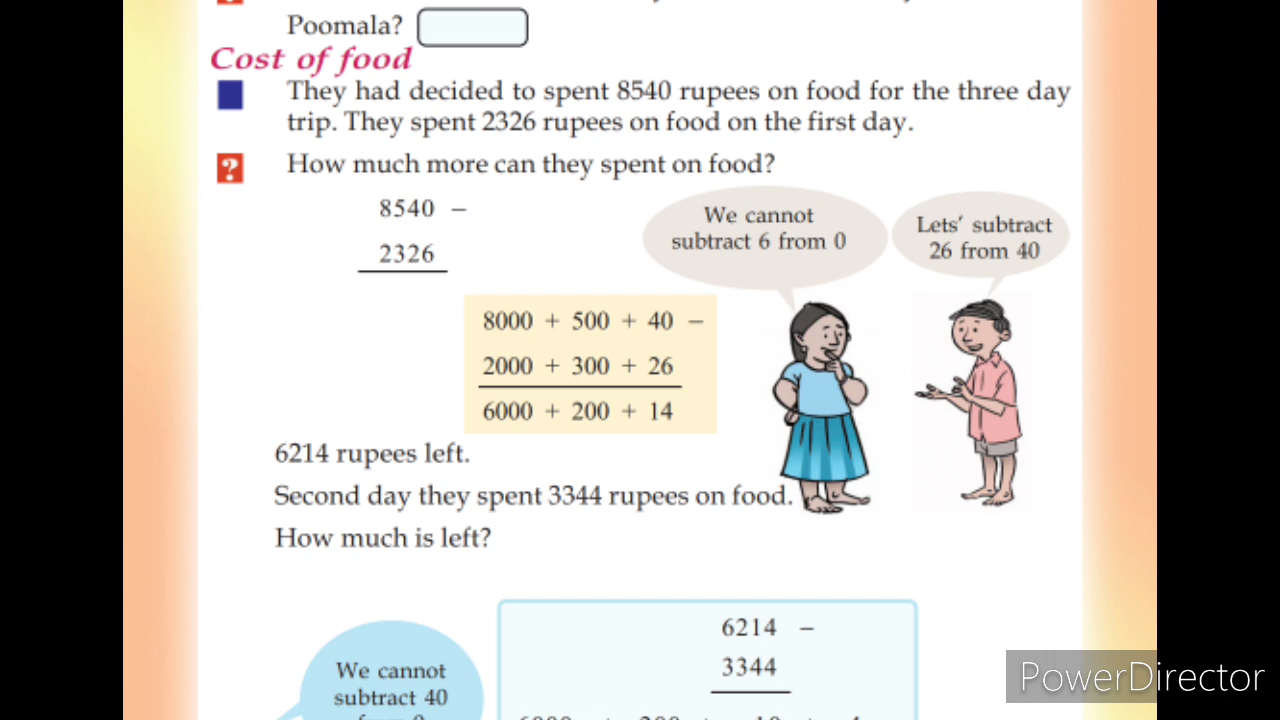 Poomala?
Cost of food
They had decided to spent 8540 rupees on food for the three day
trip. They spent 2326 rupees on food on the first day.
? How much more can they spent on food?
8540 –
2326
We cannot
subtract 6 from 0
Lets' subtract
26 from 40
8000 + 500 + 40 –
2000 + 300 + 26
6000 + 200 + 14
6214 rupees left.
Second day they spent 3344 rupees on food.
How much is left?
We cannot
subtract 40
6214 –
3344
PowerDirector